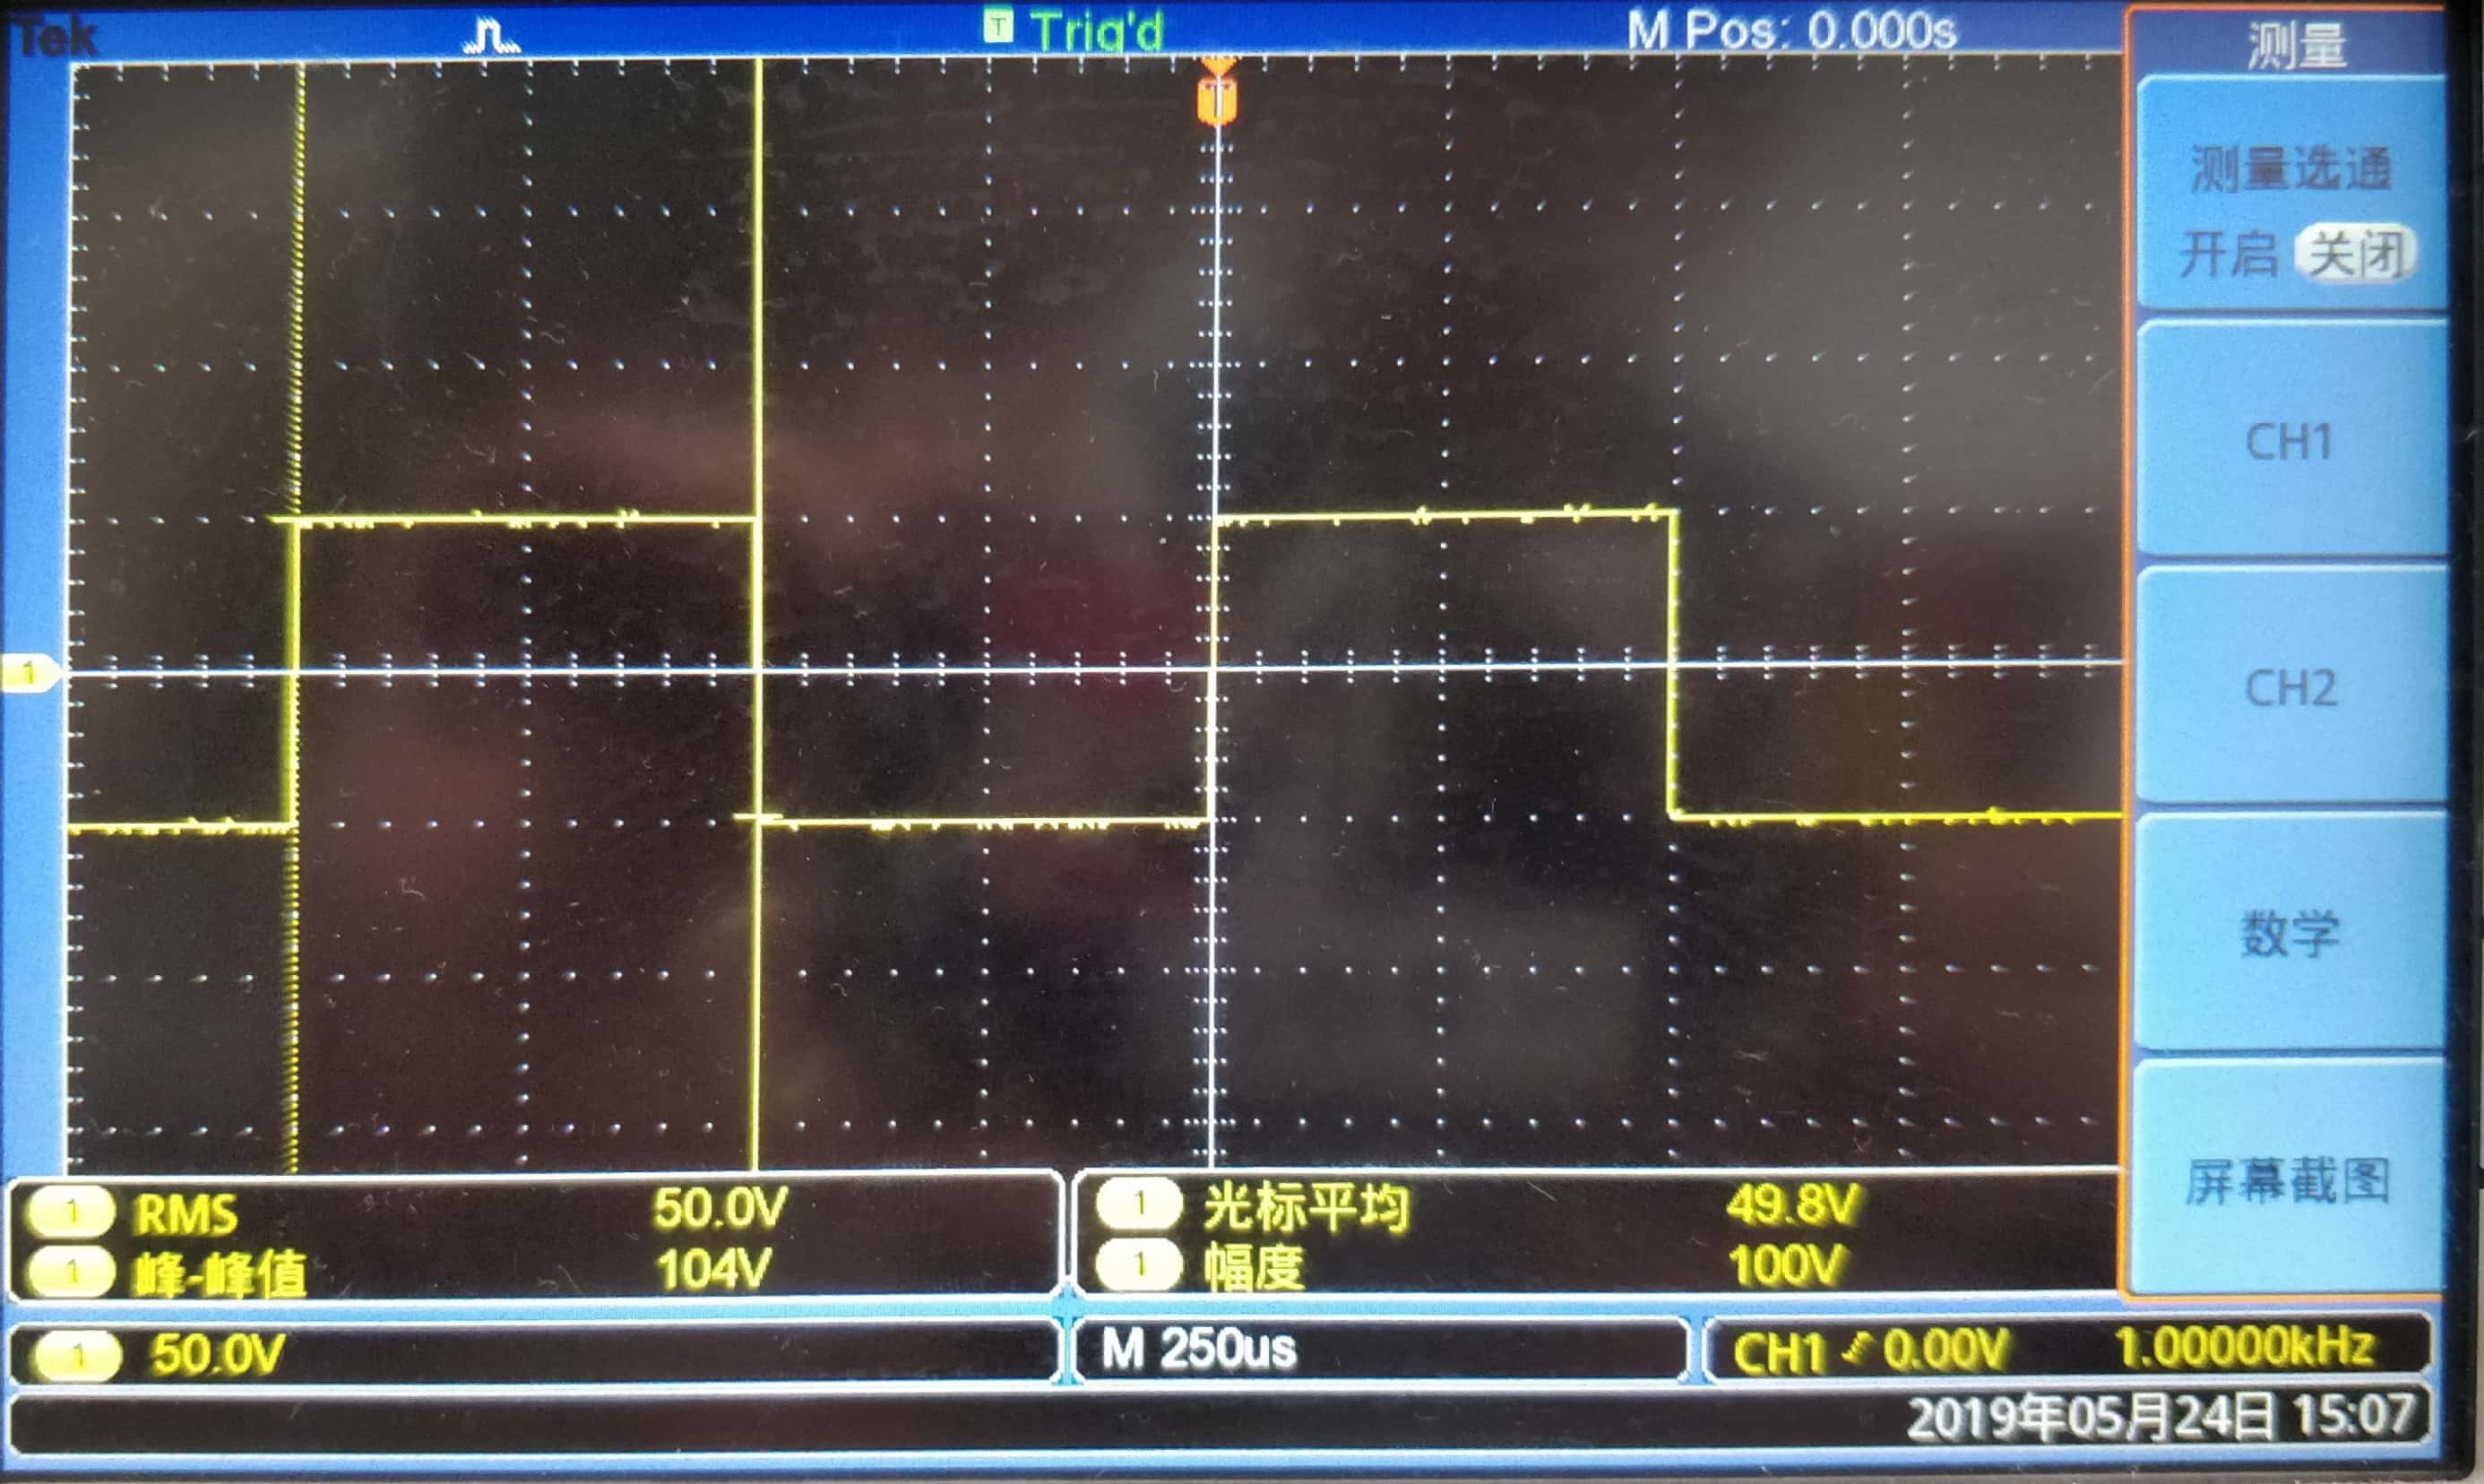 Tek
T Trig'd
M Pos: 0.000s
测量
测量选通
开启 关闭
CH1
CH2
数学
屏幕截图
T
1
1 RMS 50.0V
1 峰-峰值 104V
1 光标平均 49.8V
1 幅度 100V
1 50.0V
M 250us
CH1 0.00V 1.00000kHz
2019年05月24日 15:07